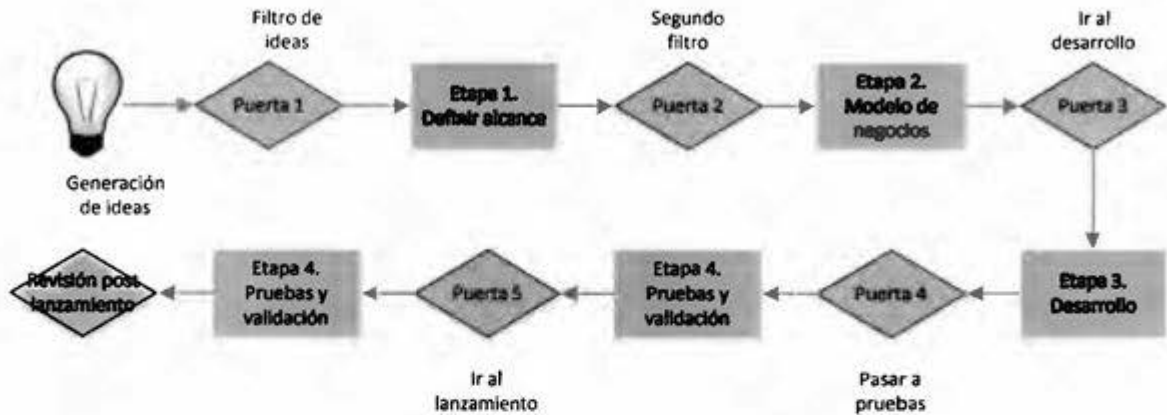 Filtro de
ideas
Segundo
filtro
Ir al
desarrollo
Puerta 1
Etapa 1.
Definir alcance
Puerta 2
Etapa 2.
Modelo de
negocios
Puerta 3
Generación
de ideas
Revisión post
lanzamiento
Etapa 4.
Pruebas y
validación
Puerta 5
Etapa 4.
Pruebas y
validación
Puerta 4
Etapa 3.
Desarrollo
Ir al
lanzamiento
Pasar a
pruebas